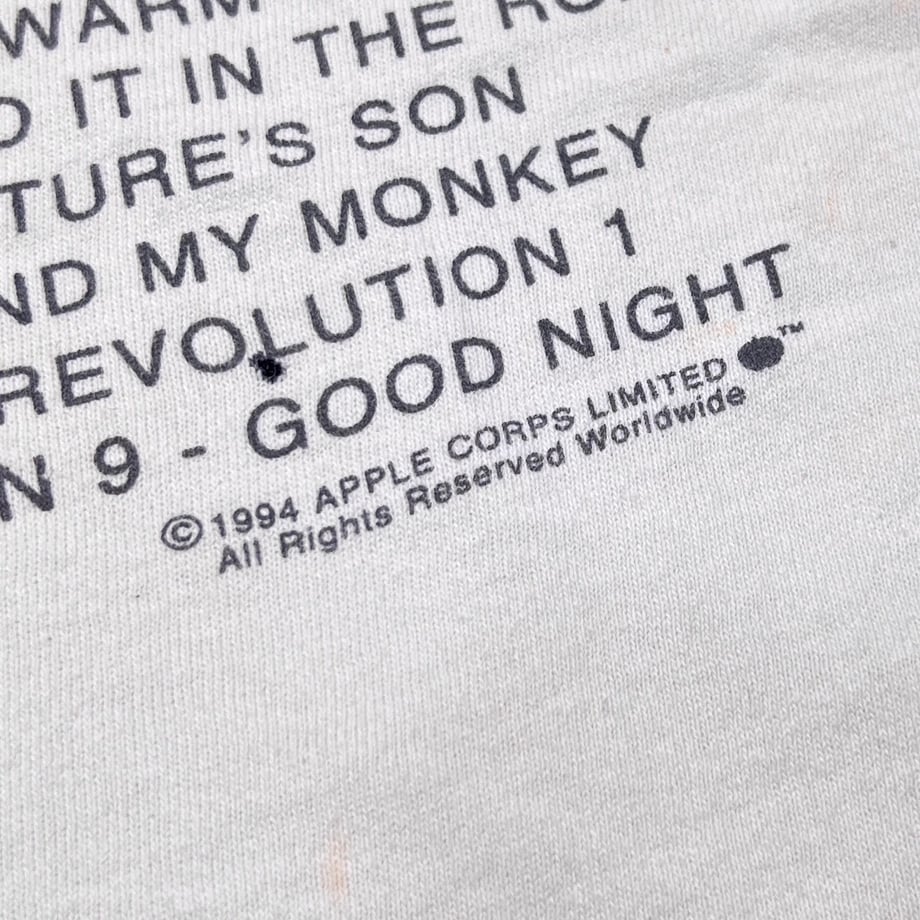 WARM
IT IN THE
TURE'S SON
ND MY MONKEY
REVOLUTION 1
N 9 - GOOD NIGHT
© 1994 APPLE CORPS LIMITED ™
All Rights Reserved Worldwide